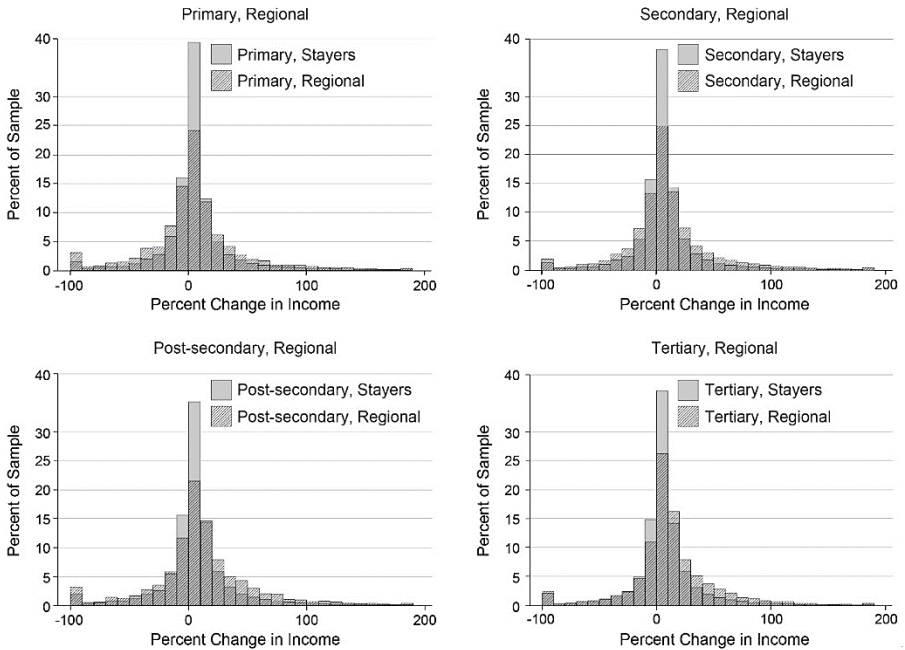 Primary, Regional
Percent of Sample
40
30
25
20
15
10
5
0
Primary, Stayers
Primary, Regional
-100 0 100 200
Percent Change in Income
Secondary, Regional
Percent of Sample
40
30
25
20
15
10
5
0
Secondary, Stayers
Secondary, Regional
-100 0 100 200
Percent Change in Income
Post-secondary, Regional
Percent of Sample
40
30
25
20
15
10
5
0
Post-secondary, Stayers
Post-secondary, Regional
-100 0 100 200
Percent Change in Income
Tertiary, Regional
Percent of Sample
40
30
25
20
15
10
5
0
Tertiary, Stayers
Tertiary, Regional
-100 0 100 200
Percent Change in Income